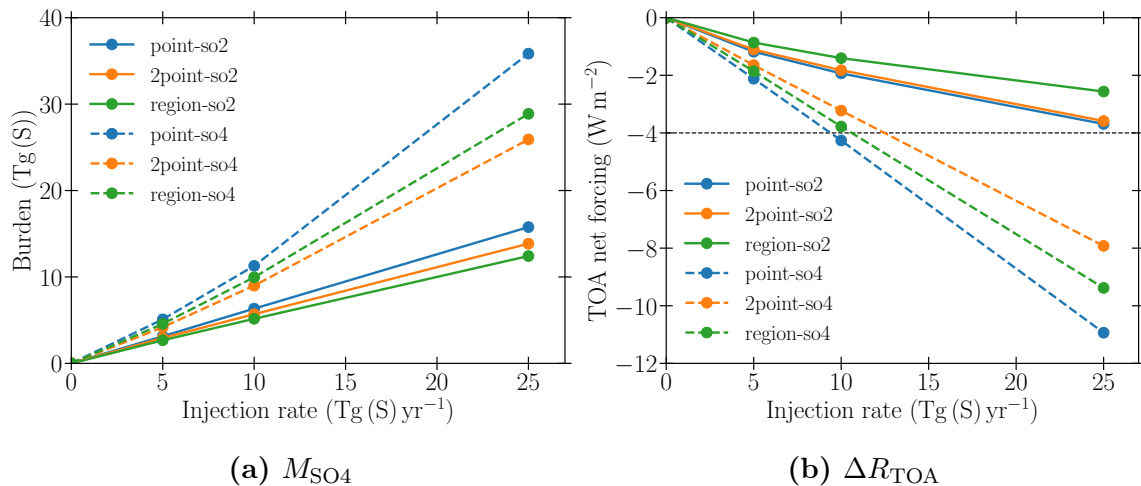 40
30
20
10
0
Burden (Tg (S))
point-so2
2point-so2
region-so2
point-so4
2point-so4
region-so4
0 5 10 15 20 25
Injection rate (Tg (S) yr⁻¹)
(a) M_SO4
0
−2
−4
−6
−8
−10
−12
TOA net forcing (W m⁻²)
point-so2
2point-so2
region-so2
point-so4
2point-so4
region-so4
0 5 10 15 20 25
Injection rate (Tg (S) yr⁻¹)
(b) ΔR_TOA